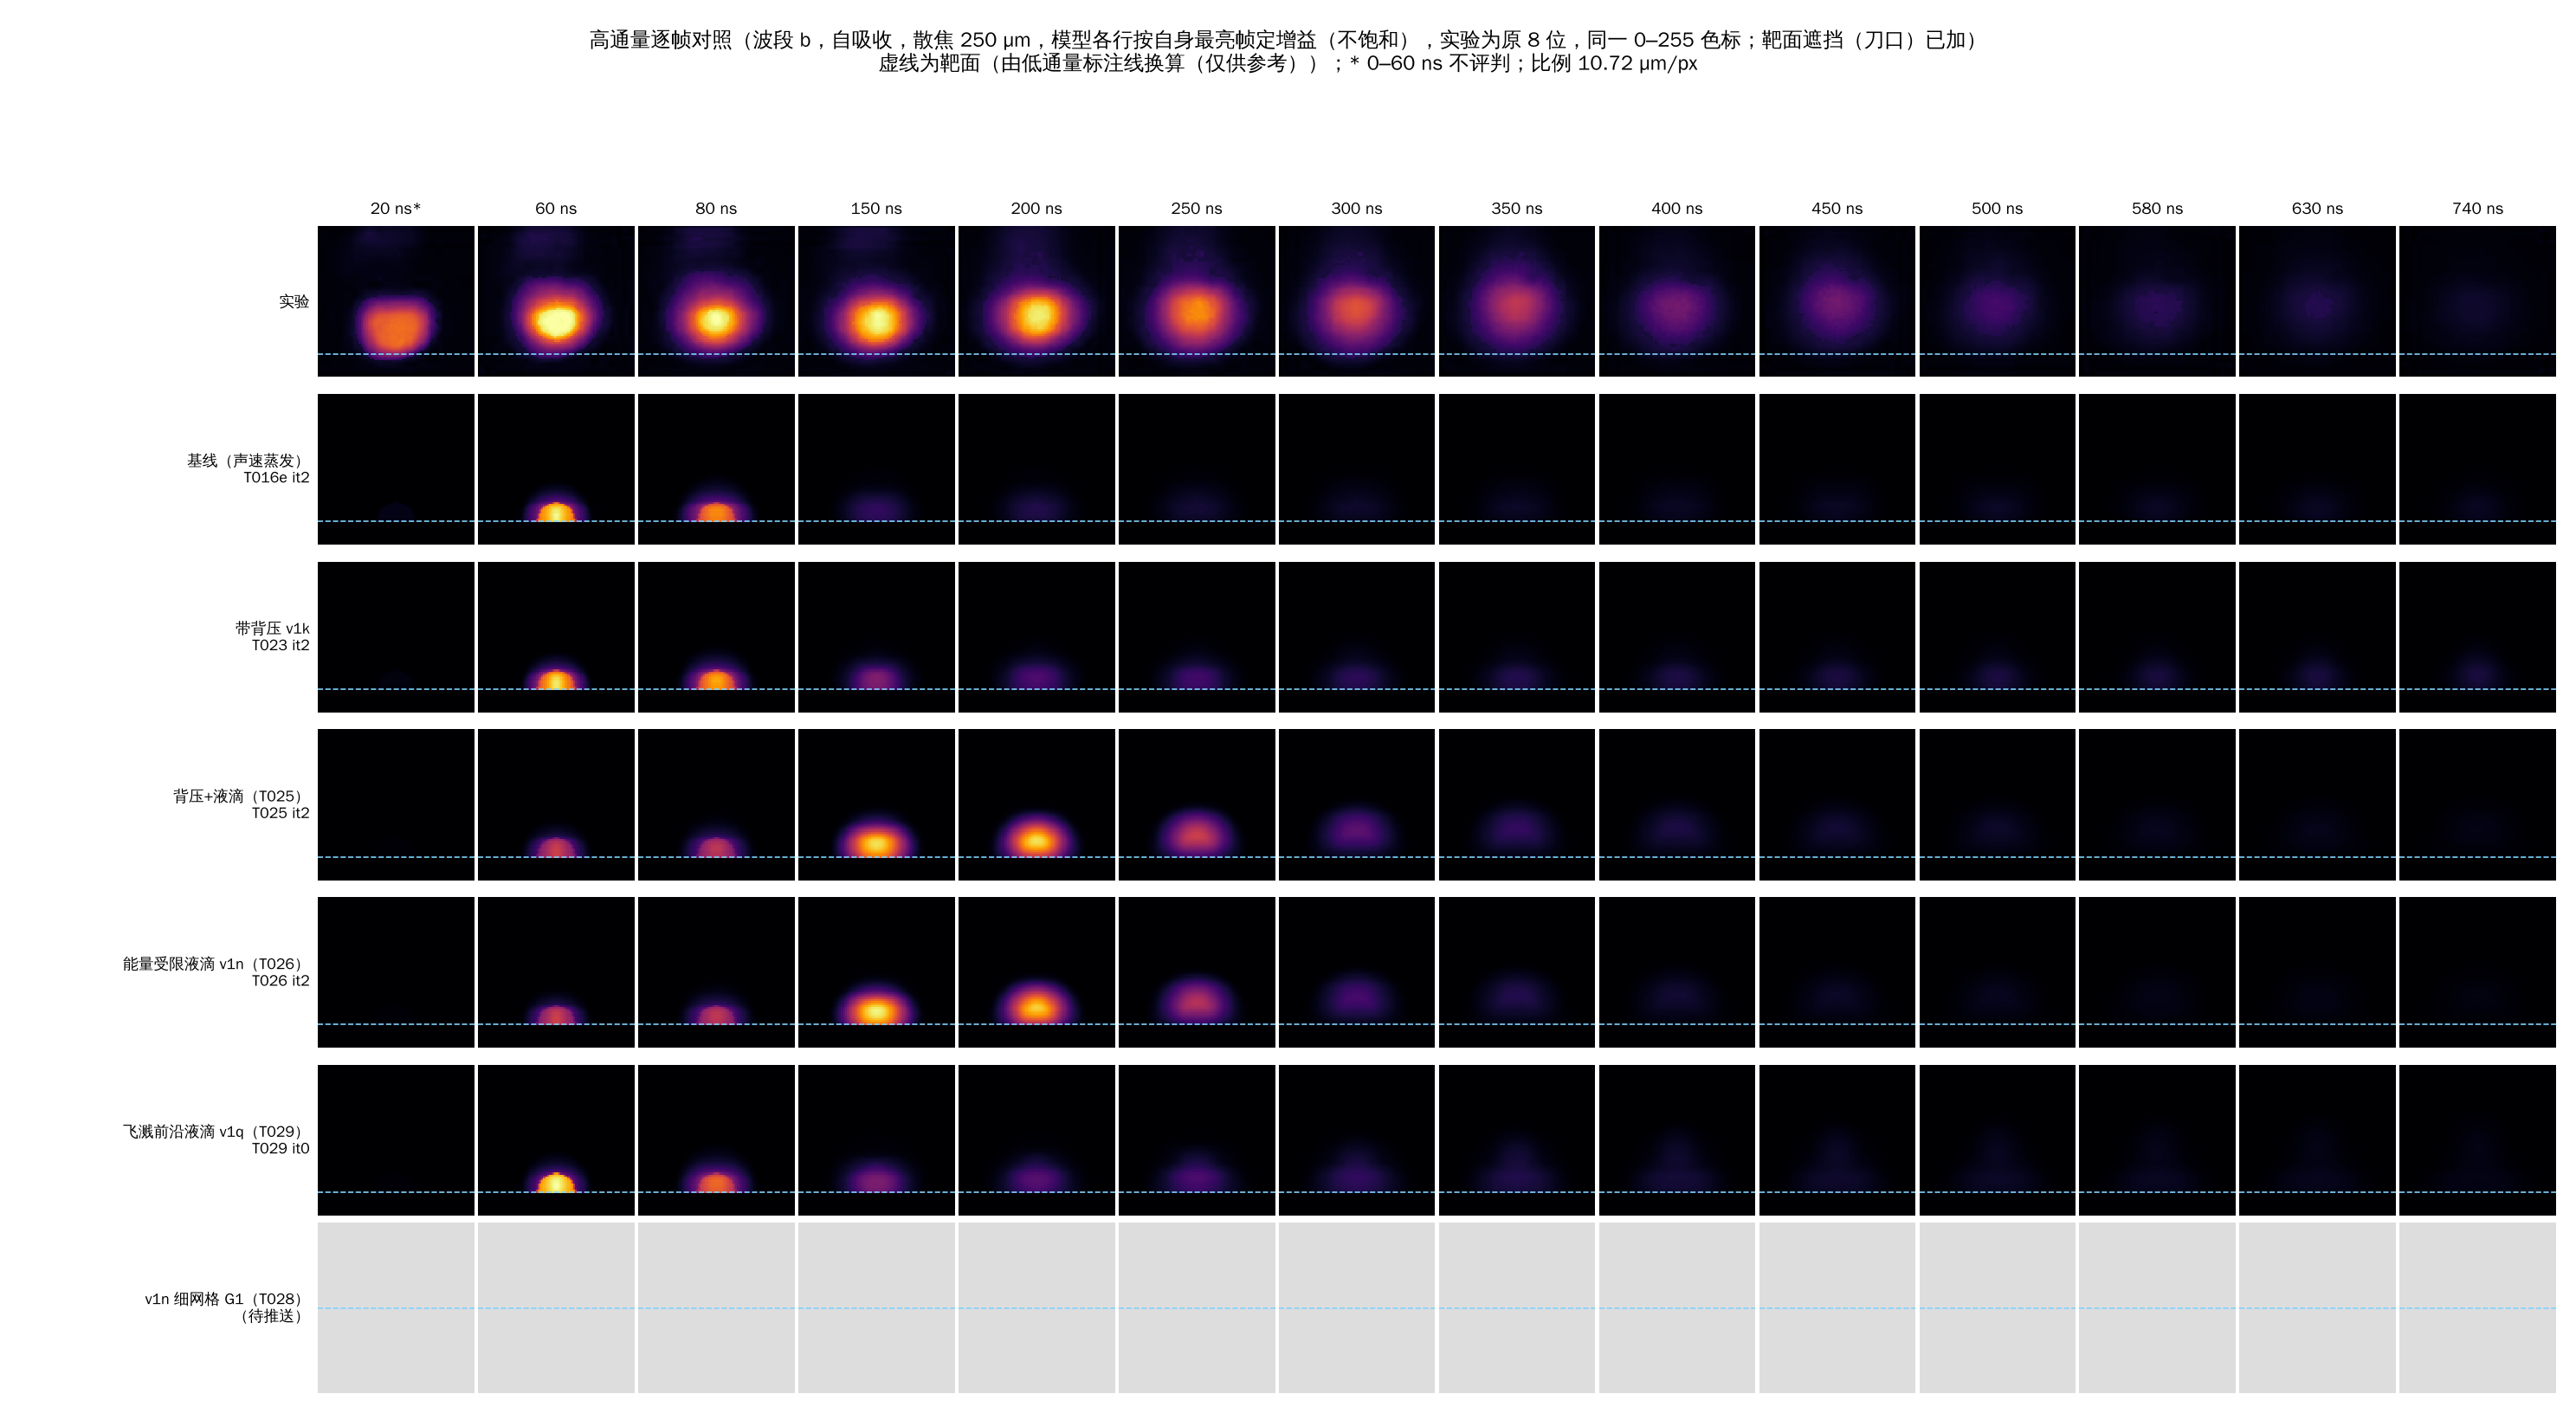 高通量逐帧对照（波段 b，自吸收，散焦 250 μm，模型各行按自身最亮帧定增益（不饱和），实验为原 8 位，同一 0–255 色标；靶面遮挡（刀口）已加）
虚线为靶面（由低通量标注线换算（仅供参考））；* 0–60 ns 不评判；比例 10.72 μm/px
20 ns* 60 ns 80 ns 150 ns 200 ns 250 ns 300 ns 350 ns 400 ns 450 ns 500 ns 580 ns 630 ns 740 ns
实验
基线（声速蒸发）
T016e it2
带背压 v1k
T023 it2
背压+液滴（T025）
T025 it2
能量受限液滴 v1n（T026）
T026 it2
飞溅前沿液滴 v1q（T029）
T029 it0
v1n 细网格 G1（T028）
（待推送）